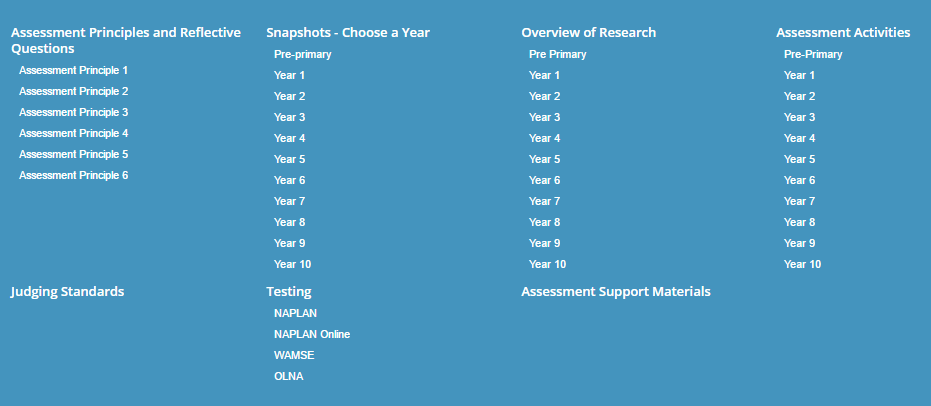 Assessment Principles and Reflective
Questions
Assessment Principle 1
Assessment Principle 2
Assessment Principle 3
Assessment Principle 4
Assessment Principle 5
Assessment Principle 6
Snapshots - Choose a Year
Pre-primary
Year 1
Year 2
Year 3
Year 4
Year 5
Year 6
Year 7
Year 8
Year 9
Year 10
Overview of Research
Pre Primary
Year 1
Year 2
Year 3
Year 4
Year 5
Year 6
Year 7
Year 8
Year 9
Year 10
Assessment Activities
Pre-Primary
Year 1
Year 2
Year 3
Year 4
Year 5
Year 6
Year 7
Year 8
Year 9
Year 10
Judging Standards
Testing
NAPLAN
NAPLAN Online
WAMSE
OLNA
Assessment Support Materials